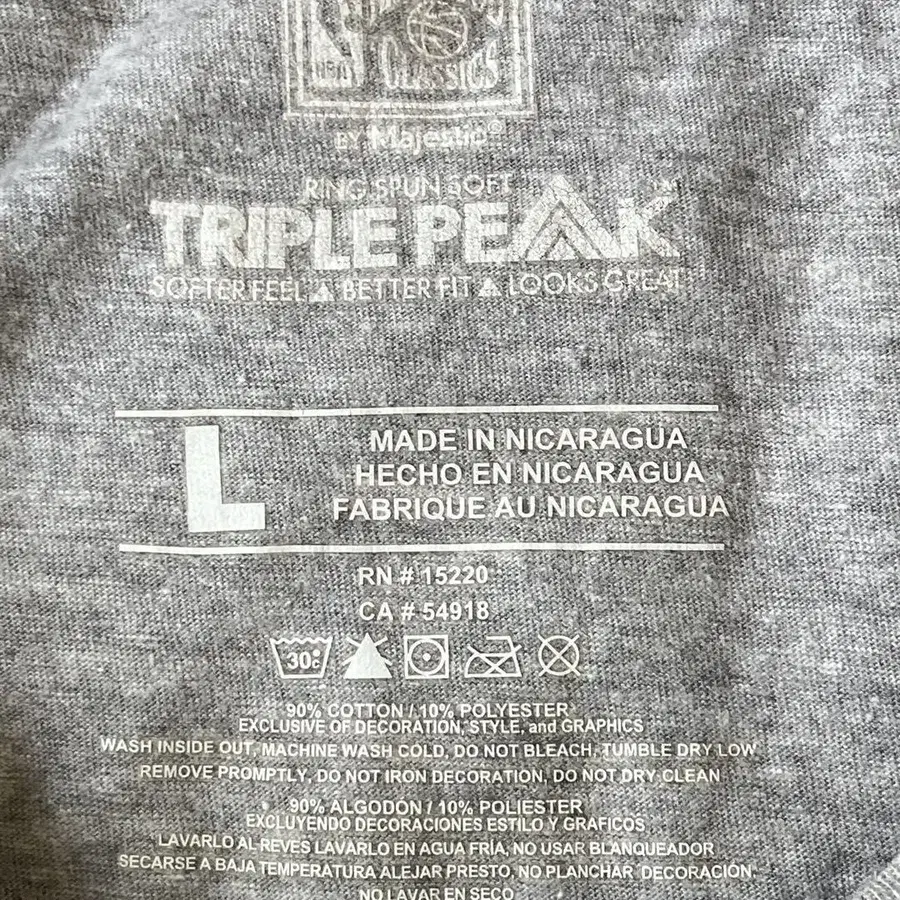 CLASSICS
BY Majestic®
RING SPUN SOFT
TRIPLE PEAK
SOFTER FEEL ▲ BETTER FIT ▲ LOOKS GREAT
L
MADE IN NICARAGUA
HECHO EN NICARAGUA
FABRIQUE AU NICARAGUA
RN # 15220
CA # 54918
30c
90% COTTON / 10% POLYESTER
EXCLUSIVE OF DECORATION, STYLE, and GRAPHICS
WASH INSIDE OUT, MACHINE WASH COLD, DO NOT BLEACH, TUMBLE DRY LOW
REMOVE PROMPTLY, DO NOT IRON DECORATION, DO NOT DRY CLEAN
90% ALGODÓN / 10% POLIESTER
EXCLUYENDO DECORACIONES ESTILO Y GRAFICOS
LAVARLO AL REVES LAVARLO EN AGUA FRÍA, NO USAR BLANQUEADOR
SECARSE A BAJA TEMPERATURA ALEJAR PRESTO, NO PLANCHAR DECORACIÓN,
NO LAVAR EN SECO